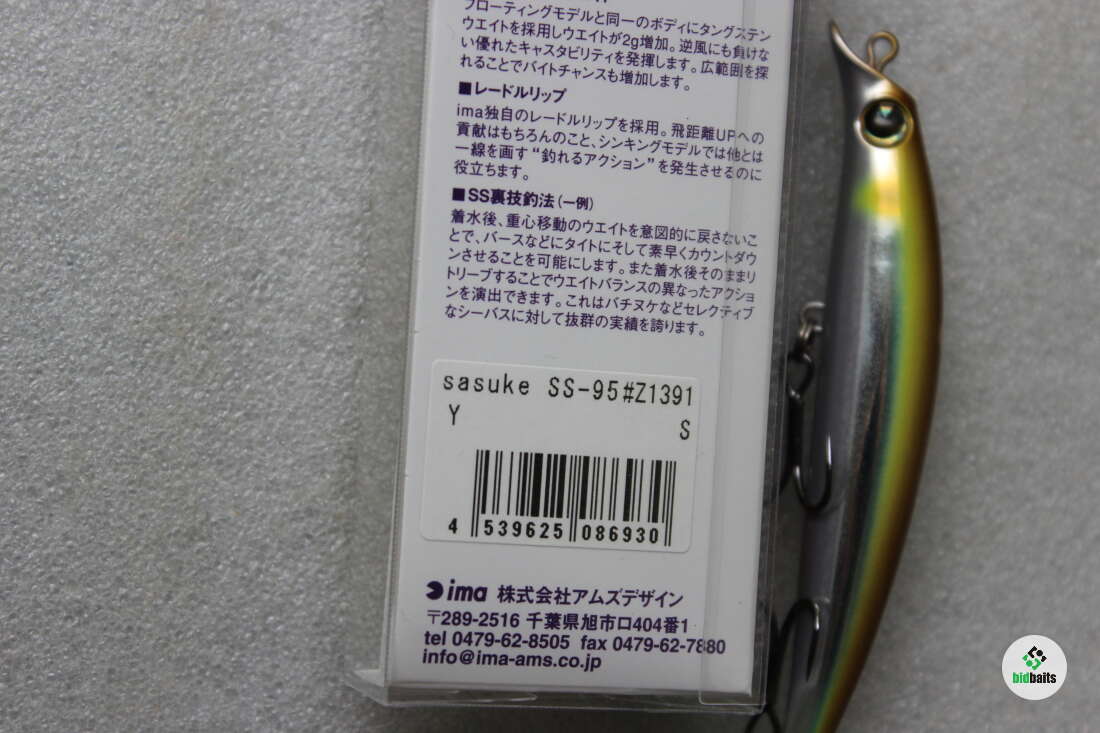 フローティングモデルと同一のボディにタングステン
ウエイトを採用しウエイトが2g増加。逆風にも負けな
い優れたキャスタビリティを発揮します。広範囲を探
れることでバイトチャンスも増加します。
■レードルリップ
ima独自のレードルリップを採用。飛距離UPへの
貢献はもちろんのこと、シンキングモデルでは他とは
一線を画す“釣れるアクション”を発生させるのに
役立ちます。
■SS裏技釣法(一例)
着水後、重心移動のウエイトを意図的に戻さないこ
とで、バースなどにタイトにそして素早くカウントダウ
ンさせることを可能にします。また着水後そのままリ
トリーブすることでウエイトバランスの異なったアクショ
ンを演出できます。これはバチヌケなどセレクティブ
なシーバスに対して抜群の実績を誇ります。
sasuke SS-95#Z1391
Y
S
4 539625 086930
ima 株式会社アムズデザイン
〒289-2516 千葉県旭市ロ404番1
tel 0479-62-8505 fax 0479-62-7880
info@ima-ams.co.jp
bidbaits